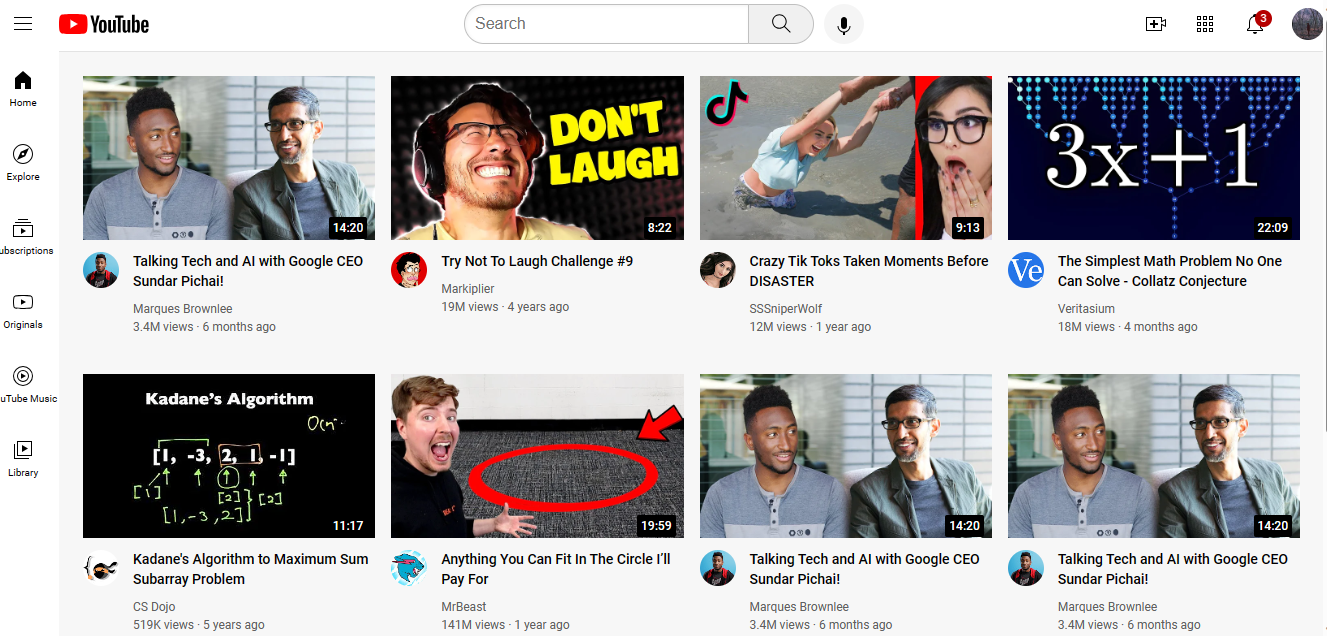 YouTube
Search
3
Home
Explore
ubscriptions
Originals
uTube Music
Library
DON'T
LAUGH
3x+1
14:20
8:22
9:13
22:09
Talking Tech and AI with Google CEO
Sundar Pichai!
Marques Brownlee
3.4M views · 6 months ago
Try Not To Laugh Challenge #9
Markiplier
19M views · 4 years ago
Crazy Tik Toks Taken Moments Before
DISASTER
SSSniperWolf
12M views · 1 year ago
Ve
The Simplest Math Problem No One
Can Solve - Collatz Conjecture
Veritasium
18M views · 4 months ago
Kadane's Algorithm
[1, -3, 2, 1, -1]
[1] [2] [2]
[1,-3,2]
11:17
19:59
14:20
14:20
Kadane's Algorithm to Maximum Sum
Subarray Problem
CS Dojo
519K views · 5 years ago
Anything You Can Fit In The Circle I'll
Pay For
MrBeast
141M views · 1 year ago
Talking Tech and AI with Google CEO
Sundar Pichai!
Marques Brownlee
3.4M views · 6 months ago
Talking Tech and AI with Google CEO
Sundar Pichai!
Marques Brownlee
3.4M views · 6 months ago